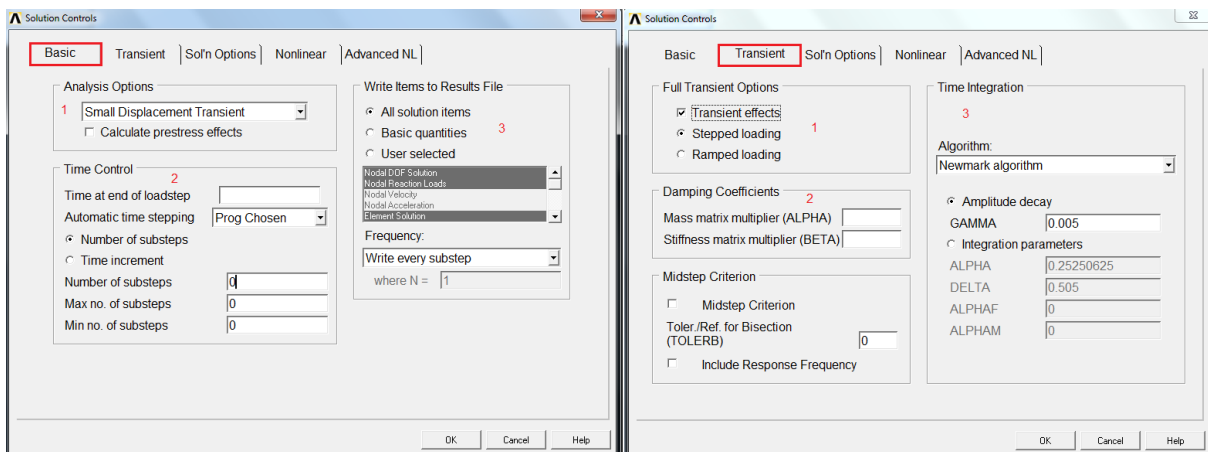 Solution Controls
Basic
Transient
Sol'n Options
Nonlinear
Advanced NL
Analysis Options
1
Small Displacement Transient
Calculate prestress effects
Time Control
2
Time at end of loadstep
Automatic time stepping Prog Chosen
Number of substeps
Time increment
Number of substeps 0
Max no. of substeps 0
Min no. of substeps 0
Write Items to Results File
All solution items
Basic quantities
3
User selected
Nodal DOF Solution
Nodal Reaction Loads
Nodal Velocity
Nodal Acceleration
Element Solution
Frequency:
Write every substep
where N = 1
OK
Cancel
Help
Solution Controls
Basic
Transient
Sol'n Options
Nonlinear
Advanced NL
Full Transient Options
Transient effects
1
Stepped loading
Ramped loading
Damping Coefficients
2
Mass matrix multiplier (ALPHA)
Stiffness matrix multiplier (BETA)
Midstep Criterion
Midstep Criterion
Toler./Ref. for Bisection
(TOLERB) 0
Include Response Frequency
Time Integration
3
Algorithm:
Newmark algorithm
Amplitude decay
GAMMA 0.005
Integration parameters
ALPHA 0.25250625
DELTA 0.505
ALPHAF 0
ALPHAM 0
OK
Cancel
Help